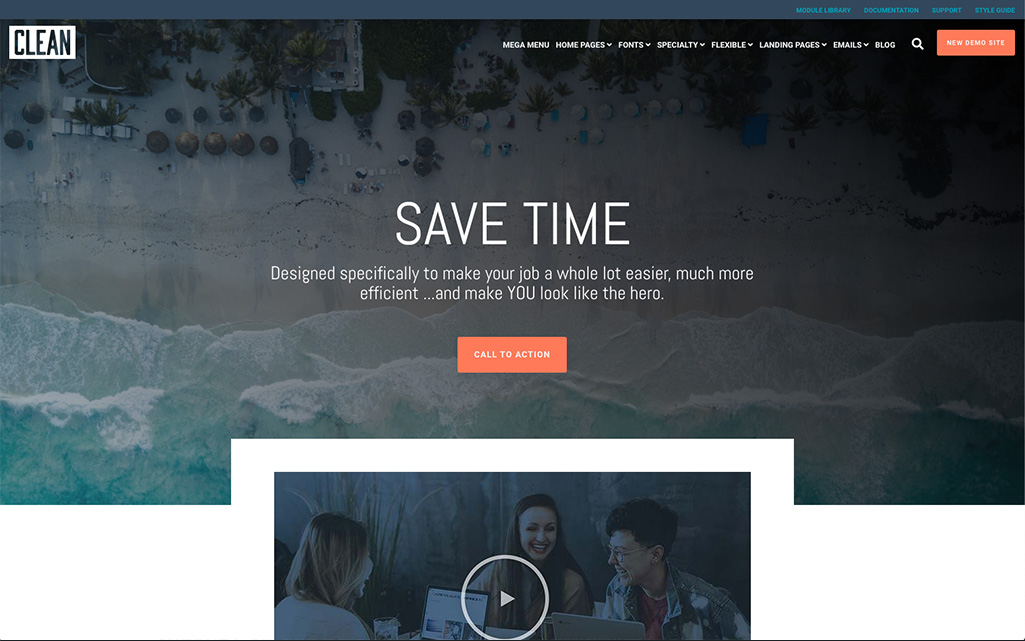 MODULE LIBRARY DOCUMENTATION SUPPORT STYLE GUIDE
CLEAN
MEGA MENU HOME PAGES FONTS SPECIALTY FLEXIBLE LANDING PAGES EMAILS BLOG
NEW DEMO SITE
SAVE TIME
Designed specifically to make your job a whole lot easier, much more
efficient ...and make YOU look like the hero.
CALL TO ACTION